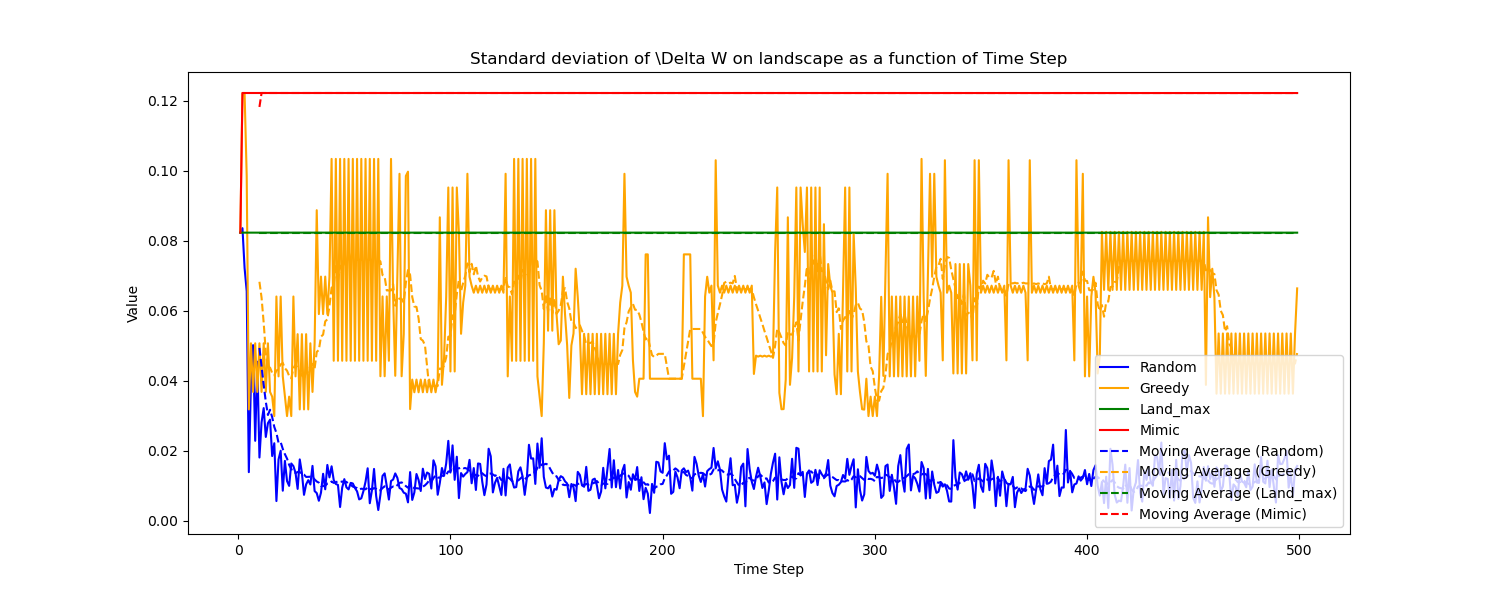 Standard deviation of \Delta W on landscape as a function of Time Step
Value
0.12
0.10
0.08
0.06
0.04
0.02
0.00
0
100
200
300
400
500
Time Step
Random
Greedy
Land_max
Mimic
Moving Average (Random)
Moving Average (Greedy)
Moving Average (Land_max)
Moving Average (Mimic)